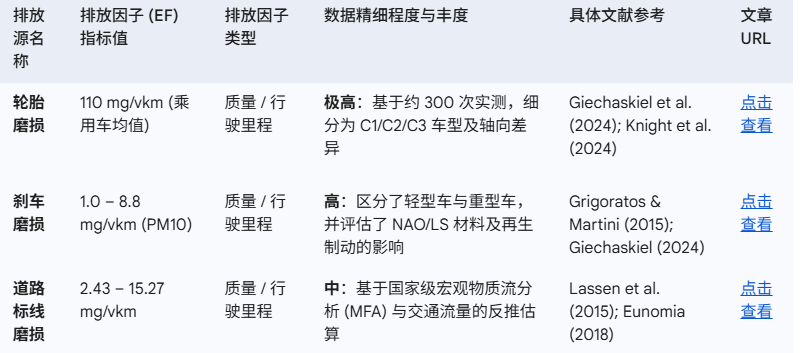 排放源名称
排放因子 (EF) 指标值
排放因子类型
数据精细程度与丰度
具体文献参考
文章 URL
轮胎磨损
110 mg/vkm (乘用车均值)
质量 / 行驶里程
极高：基于约 300 次实测，细分为 C1/C2/C3 车型及轴向差异
Giechaskiel et al. (2024); Knight et al. (2024)
点击查看
刹车磨损
1.0 – 8.8 mg/vkm (PM10)
质量 / 行驶里程
高：区分了轻型车与重型车，并评估了 NAO/LS 材料及再生制动的影响
Grigoratos & Martini (2015); Giechaskiel (2024)
点击查看
道路标线磨损
2.43 – 15.27 mg/vkm
质量 / 行驶里程
中：基于国家级宏观物质流分析 (MFA) 与交通流量的反推估算
Lassen et al. (2015); Eunomia (2018)
点击查看